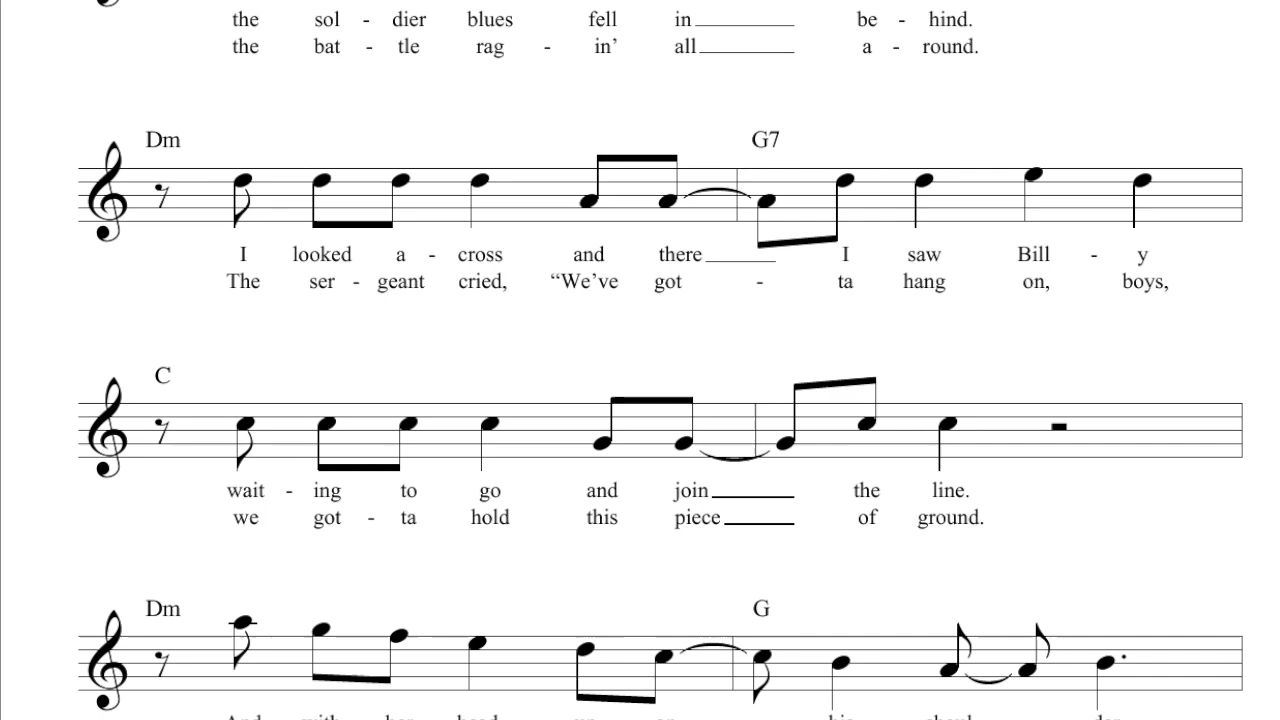 the sol - dier blues fell in be - hind.
the bat - tle rag - in’ all a - round.
Dm G7
I looked a - cross and there I saw Bill - y
The ser - geant cried, “We’ve got - ta hang on, boys,
C
wait - ing to go and join the line.
we got - ta hold this piece of ground.
Dm G